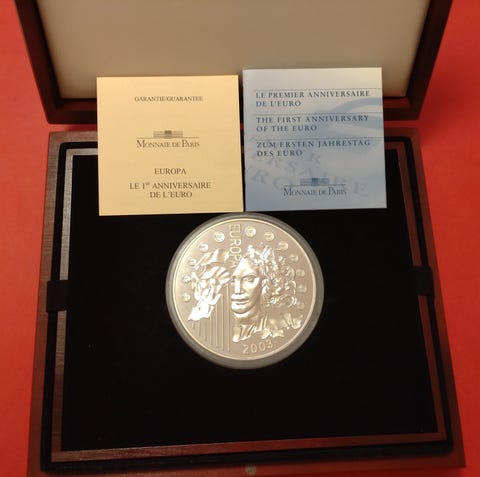 GARANTIE/GUARANTEE
MONNAIE DE PARIS
EUROPA
LE 1er ANNIVERSAIRE
DE L'EURO
LE PREMIER ANNIVERSAIRE
DE L'EURO
THE FIRST ANNIVERSARY
OF THE EURO
ZUM ERSTEN JAHRESTAG
DES EURO
MONNAIE DE PARIS
EUROPA
2003